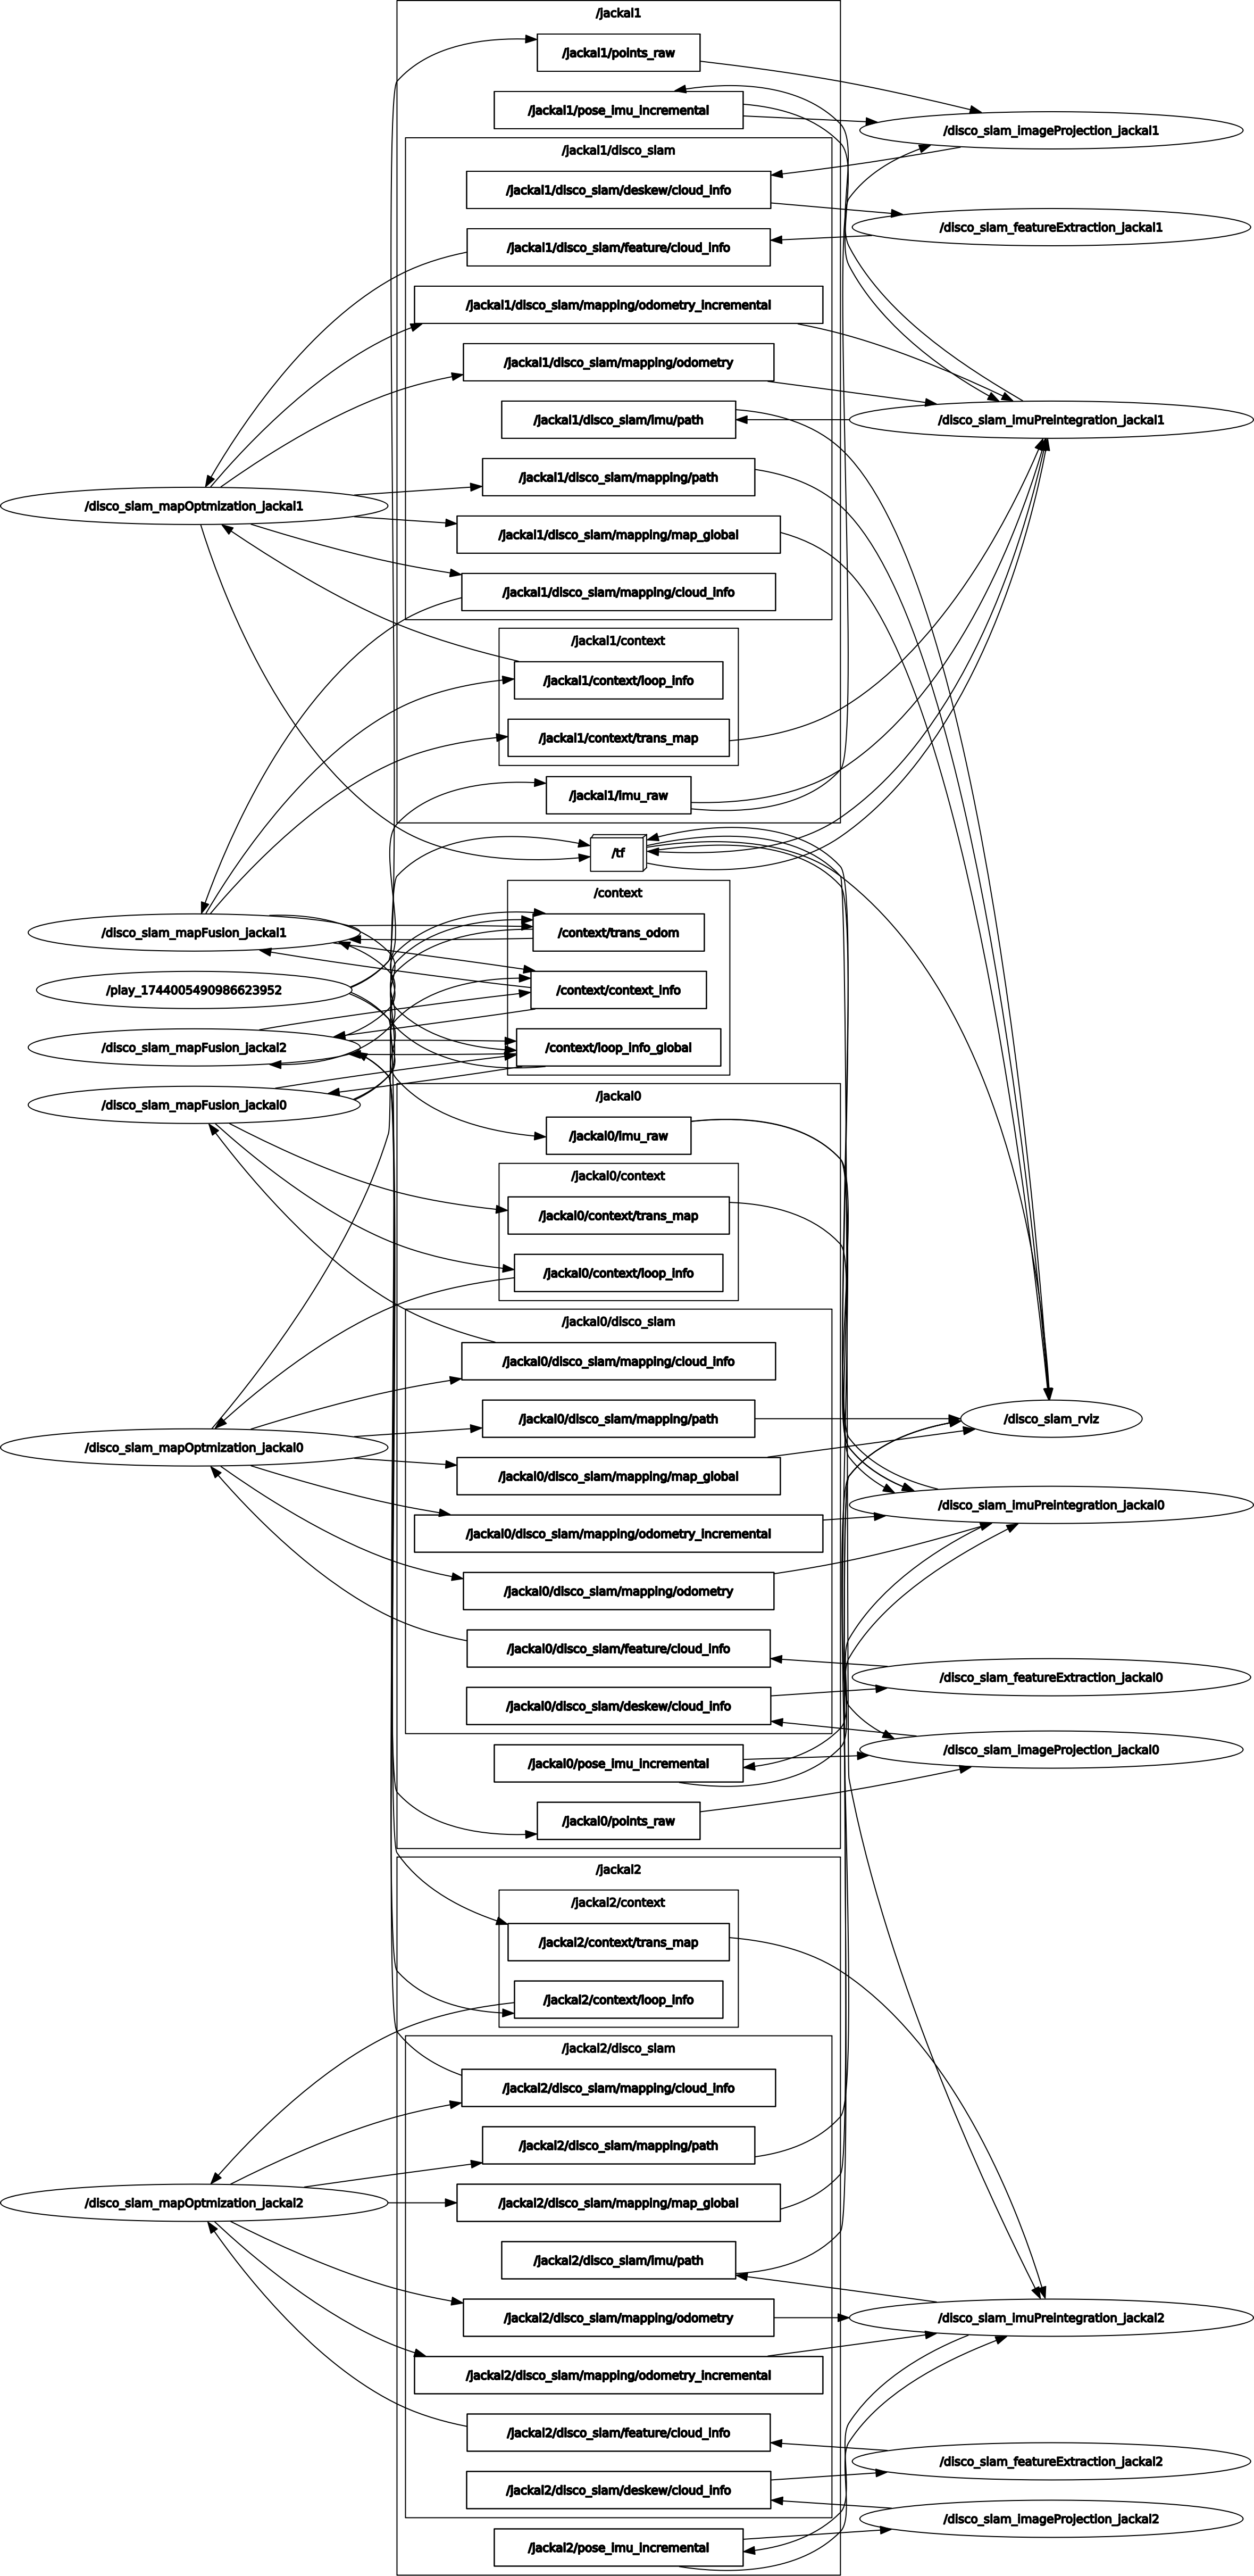 /jackal1
/jackal1/points_raw
/jackal1/pose_imu_incremental
/disco_slam_imageProjection_jackal1
/jackal1/disco_slam
/jackal1/disco_slam/deskew/cloud_info
/disco_slam_featureExtraction_jackal1
/jackal1/disco_slam/feature/cloud_info
/jackal1/disco_slam/mapping/odometry_incremental
/jackal1/disco_slam/mapping/odometry
/jackal1/disco_slam/imu/path
/disco_slam_imuPreintegration_jackal1
/jackal1/disco_slam/mapping/path
/disco_slam_mapOptmization_jackal1
/jackal1/disco_slam/mapping/map_global
/jackal1/disco_slam/mapping/cloud_info
/jackal1/context
/jackal1/context/loop_info
/jackal1/context/trans_map
/jackal1/imu_raw
/tf
/context
/disco_slam_mapFusion_jackal1
/context/trans_odom
/play_1744005490986623952
/context/context_info
/disco_slam_mapFusion_jackal2
/context/loop_info_global
/disco_slam_mapFusion_jackal0
/jackal0
/jackal0/imu_raw
/jackal0/context
/jackal0/context/trans_map
/jackal0/context/loop_info
/jackal0/disco_slam
/jackal0/disco_slam/mapping/cloud_info
/jackal0/disco_slam/mapping/path
/disco_slam_rviz
/disco_slam_mapOptmization_jackal0
/jackal0/disco_slam/mapping/map_global
/disco_slam_imuPreintegration_jackal0
/jackal0/disco_slam/mapping/odometry_incremental
/jackal0/disco_slam/mapping/odometry
/jackal0/disco_slam/feature/cloud_info
/disco_slam_featureExtraction_jackal0
/jackal0/disco_slam/deskew/cloud_info
/disco_slam_imageProjection_jackal0
/jackal0/pose_imu_incremental
/jackal0/points_raw
/jackal2
/jackal2/context
/jackal2/context/trans_map
/jackal2/context/loop_info
/jackal2/disco_slam
/jackal2/disco_slam/mapping/cloud_info
/jackal2/disco_slam/mapping/path
/disco_slam_mapOptmization_jackal2
/jackal2/disco_slam/mapping/map_global
/jackal2/disco_slam/imu/path
/jackal2/disco_slam/mapping/odometry
/disco_slam_imuPreintegration_jackal2
/jackal2/disco_slam/mapping/odometry_incremental
/jackal2/disco_slam/feature/cloud_info
/disco_slam_featureExtraction_jackal2
/jackal2/disco_slam/deskew/cloud_info
/disco_slam_imageProjection_jackal2
/jackal2/pose_imu_incremental